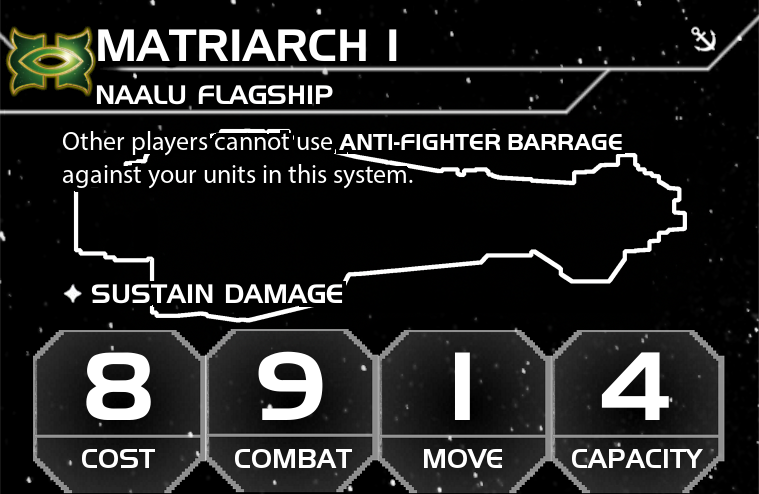 MATRIARCH I
NAALU FLAGSHIP
Other players cannot use ANTI-FIGHTER BARRAGE
against your units in this system.
SUSTAIN DAMAGE
8 9 1 4
COST COMBAT MOVE CAPACITY